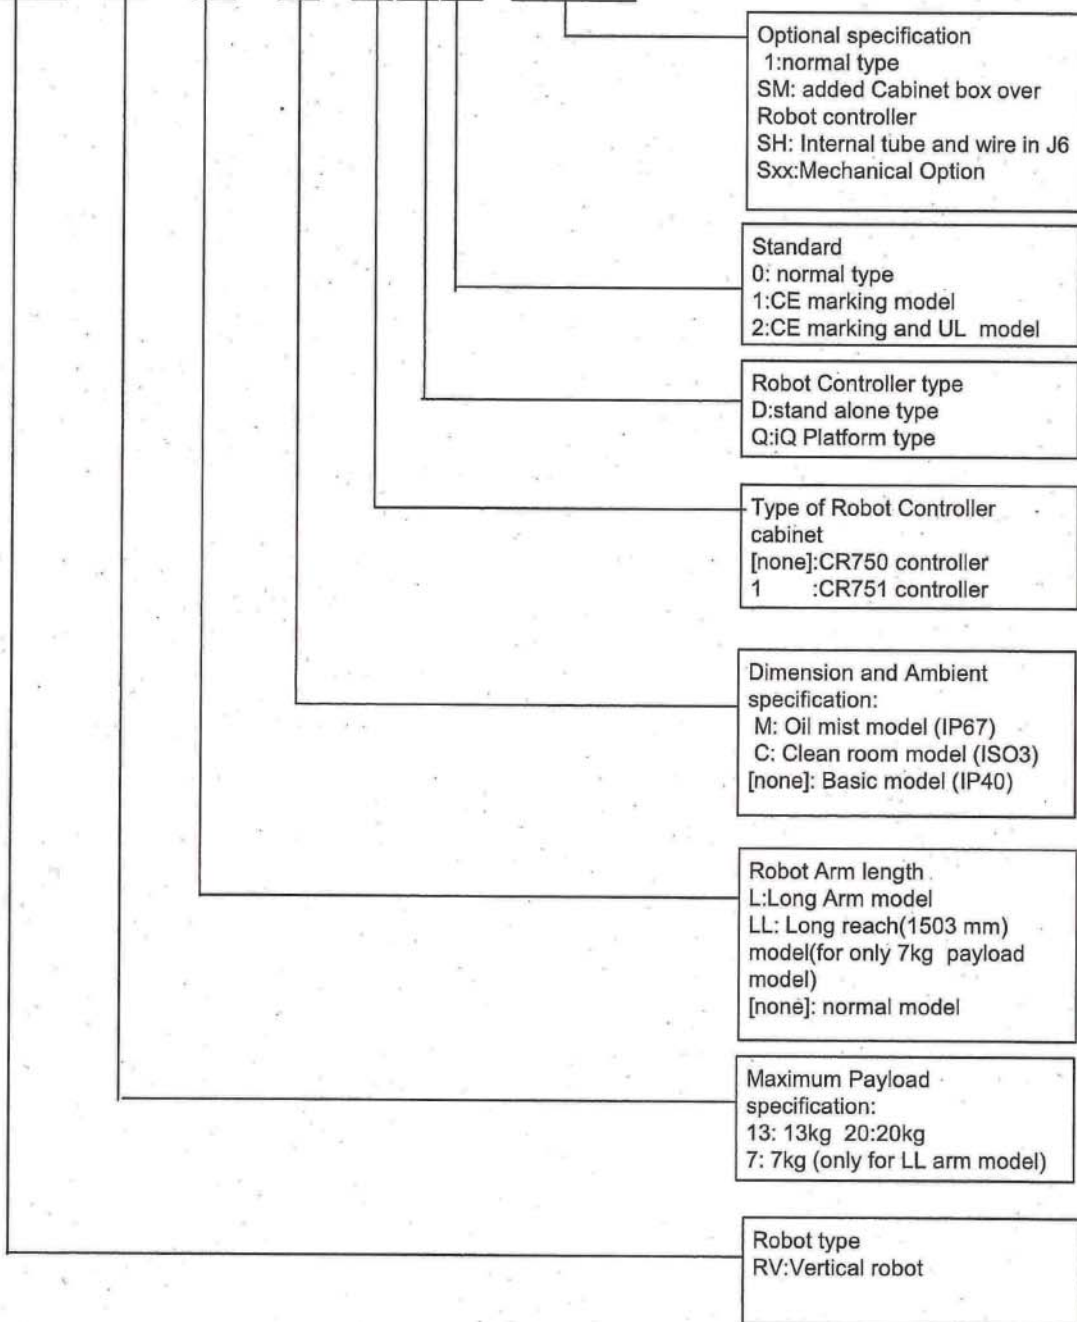 Optional specification
1:normal type
SM: added Cabinet box over
Robot controller
SH: Internal tube and wire in J6
Sxx:Mechanical Option
Standard
0: normal type
1:CE marking model
2:CE marking and UL model
Robot Controller type
D:stand alone type
Q:iQ Platform type
Type of Robot Controller
cabinet
[none]:CR750 controller
1 :CR751 controller
Dimension and Ambient
specification:
M: Oil mist model (IP67)
C: Clean room model (ISO3)
[none]: Basic model (IP40)
Robot Arm length
L:Long Arm model
LL: Long reach(1503 mm)
model(for only 7kg payload
model)
[none]: normal model
Maximum Payload
specification:
13: 13kg 20:20kg
7: 7kg (only for LL arm model)
Robot type
RV:Vertical robot